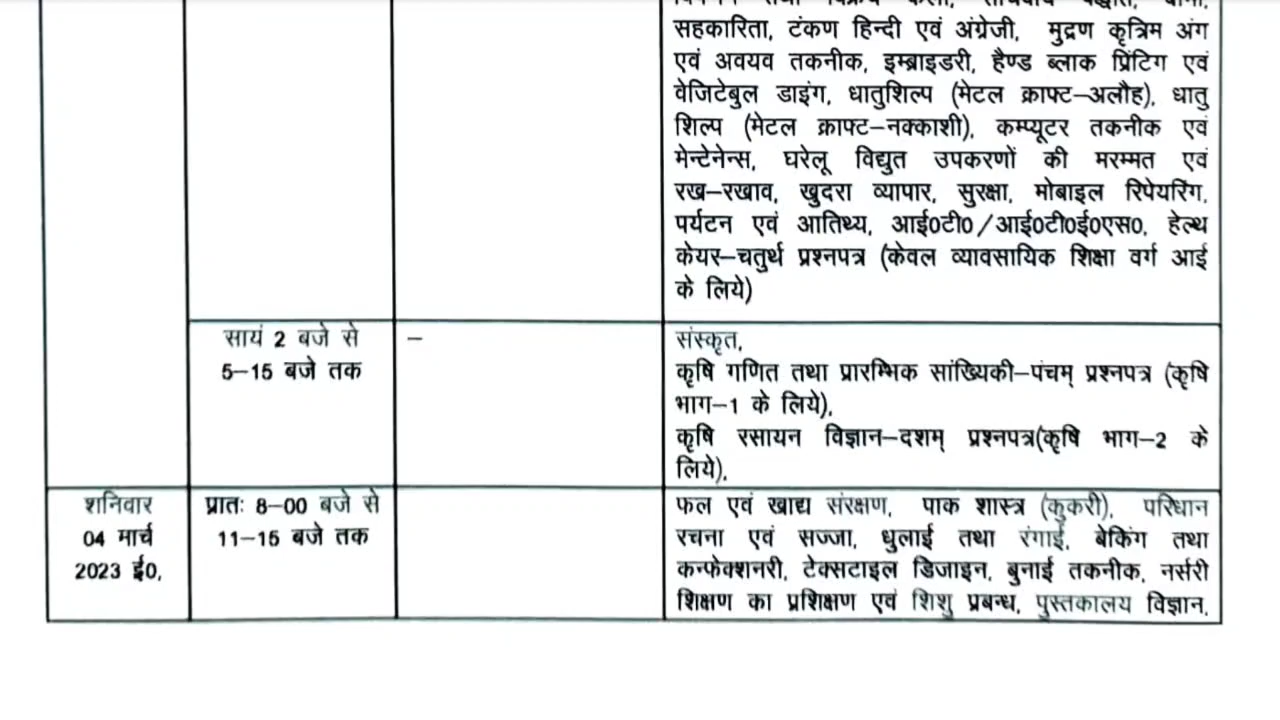 सहकारिता, टंकण हिन्दी एवं अंग्रेजी, मुद्रण कृत्रिम अंग
एवं अवयव तकनीक, इम्ब्राइडरी, हैण्ड ब्लाक प्रिंटिग एवं
वेजिटेबुल डाइंग, धातुशिल्प (मेटल क्राफ्ट–अलौह), धातु
शिल्प (मेटल क्राफ्ट–नक्काशी), कम्प्यूटर तकनीक एवं
मेन्टेनेन्स, घरेलू विद्युत उपकरणों की मरम्मत एवं
रख–रखाव, खुदरा व्यापार, सुरक्षा, मोबाइल रिपेयरिंग,
पर्यटन एवं आतिथ्य, आई0टी0/आई0टी0ई0एस0, हेल्थ
केयर–चतुर्थ प्रश्नपत्र (केवल व्यावसायिक शिक्षा वर्ग आई
के लिये)
सायं 2 बजे से
5–15 बजे तक
–
संस्कृत,
कृषि गणित तथा प्रारम्भिक सांख्यिकी–पंचम् प्रश्नपत्र (कृषि
भाग–1 के लिये),
कृषि रसायन विज्ञान–दशम् प्रश्नपत्र(कृषि भाग–2 के
लिये),
शनिवार
04 मार्च
2023 ई0,
प्रातः 8–00 बजे से
11–15 बजे तक
फल एवं खाद्य संरक्षण, पाक शास्त्र (कुकरी), परिधान
रचना एवं सज्जा, धुलाई तथा रंगाई, बेकिंग तथा
कन्फेक्शनरी, टेक्सटाइल डिजाइन, बुनाई तकनीक, नर्सरी
शिक्षण का प्रशिक्षण एवं शिशु प्रबन्ध, पुस्तकालय विज्ञान,